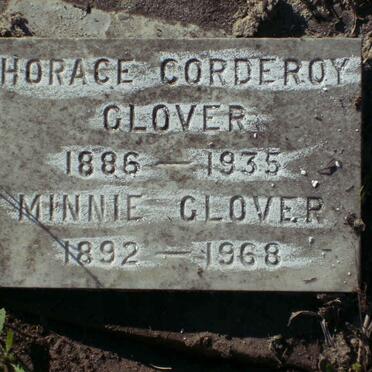 HORACE CORDEROY
GLOVER
1886 — 1935
MINNIE GLOVER
1892 — 1968